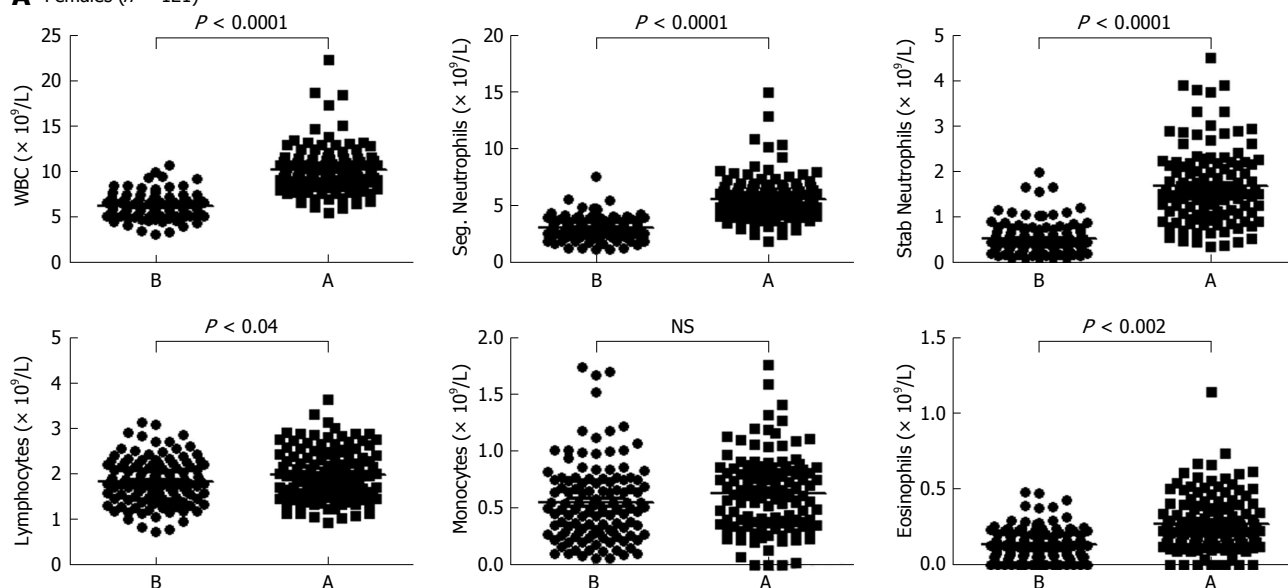 A Females (n = 121)
P < 0.0001
WBC (× 10⁹/L)
25
20
15
10
5
0
B A
P < 0.0001
Seg. Neutrophils (× 10⁹/L)
20
15
10
5
0
B A
P < 0.0001
Stab Neutrophils (× 10⁹/L)
5
4
3
2
1
0
B A
P < 0.04
Lymphocytes (× 10⁹/L)
5
4
3
2
1
0
B A
NS
Monocytes (× 10⁹/L)
2.0
1.5
1.0
0.5
0.0
B A
P < 0.002
Eosinophils (× 10⁹/L)
1.5
1.0
0.5
0.0
B A